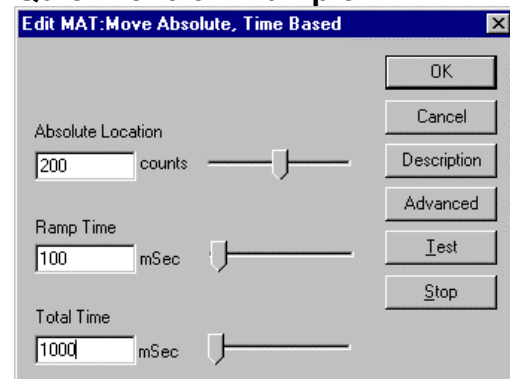 Edit MAT:Move Absolute, Time Based
OK
Cancel
Absolute Location
200 counts
Description
Advanced
Ramp Time
100 mSec
Test
Stop
Total Time
1000 mSec